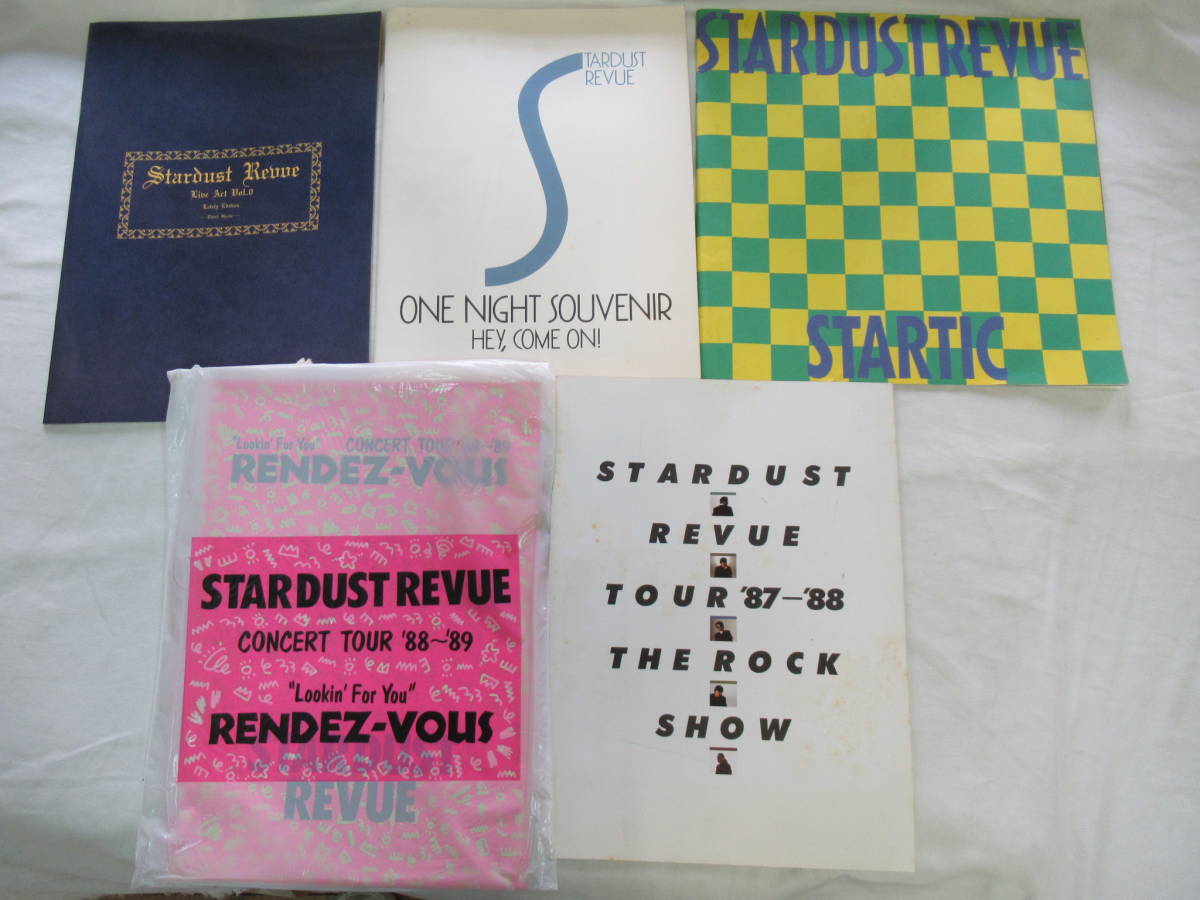 Stardust Revue
Live Act Vol.
STARDUST
REVUE
ONE NIGHT SOUVENIR
HEY, COME ON!
STARDUST REVUE
STARTIC
"Lookin' For You" CONCERT TOUR '88~'89
RENDEZ-VOUS
STARDUST REVUE
CONCERT TOUR '88~'89
"Lookin' For You"
RENDEZ-VOUS
STARDUST
REVUE
STARDUST
REVUE
TOUR '87-'88
THE ROCK
SHOW